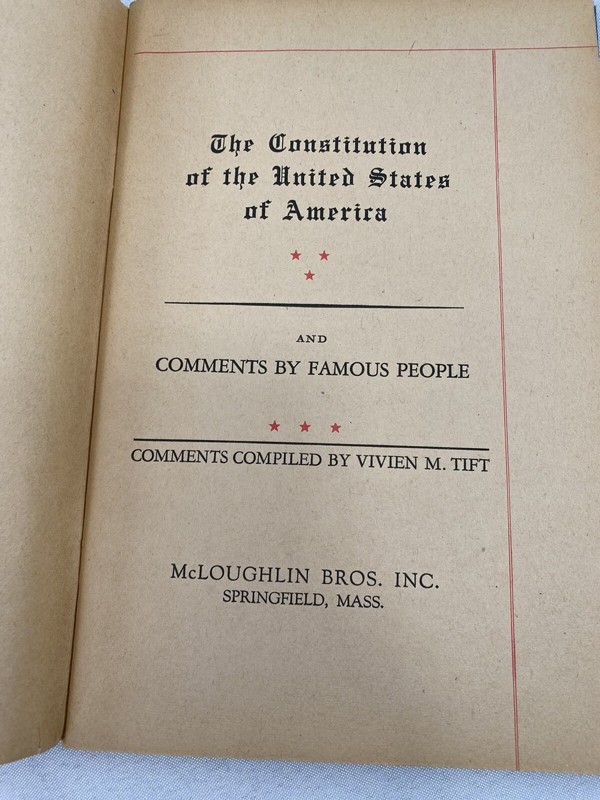 The Constitution
of the United States
of America
AND
COMMENTS BY FAMOUS PEOPLE
COMMENTS COMPILED BY VIVIEN M. TIFT
McLOUGHLIN BROS. INC.
SPRINGFIELD, MASS.